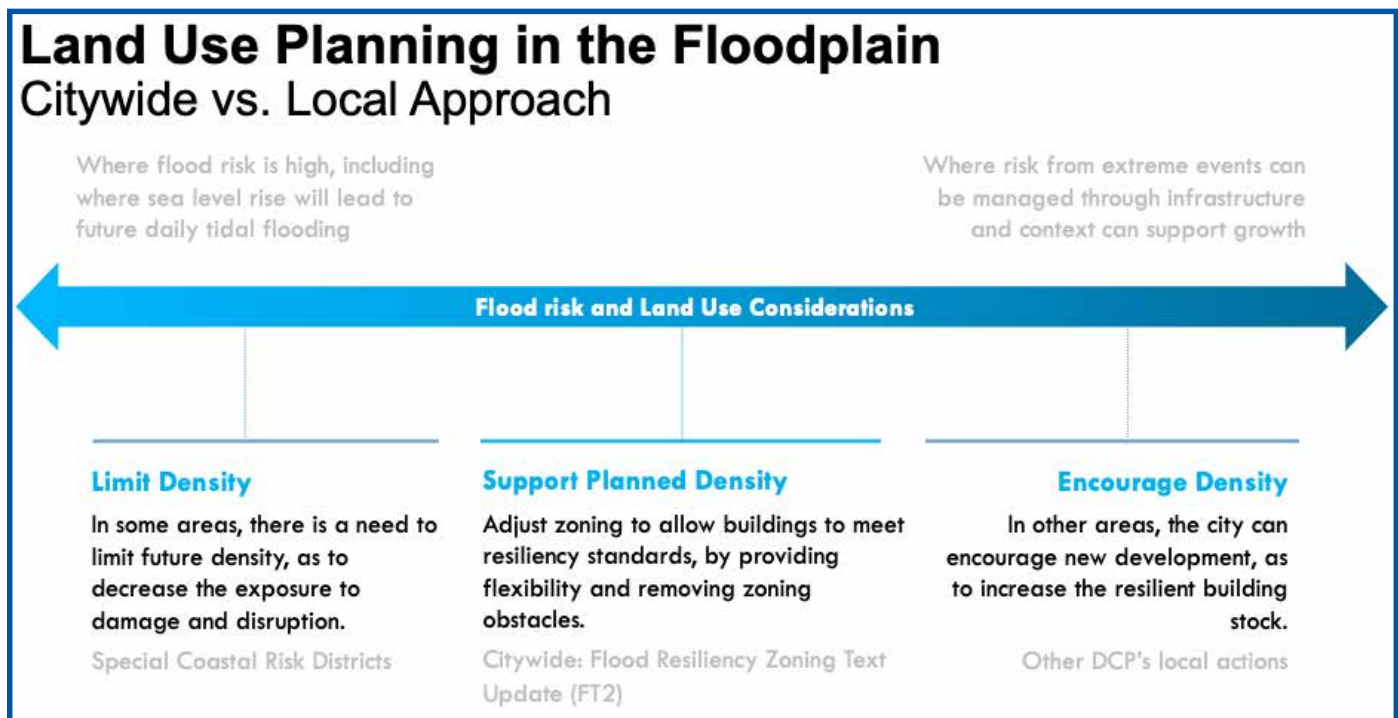 Land Use Planning in the Floodplain
Citywide vs. Local Approach
Where flood risk is high, including
where sea level rise will lead to
future daily tidal flooding
Where risk from extreme events can
be managed through infrastructure
and context can support growth
Flood risk and Land Use Considerations
Limit Density
In some areas, there is a need to
limit future density, as to
decrease the exposure to
damage and disruption.
Special Coastal Risk Districts
Support Planned Density
Adjust zoning to allow buildings to meet
resiliency standards, by providing
flexibility and removing zoning
obstacles.
Citywide: Flood Resiliency Zoning Text
Update (FT2)
Encourage Density
In other areas, the city can
encourage new development, as
to increase the resilient building
stock.
Other DCP's local actions